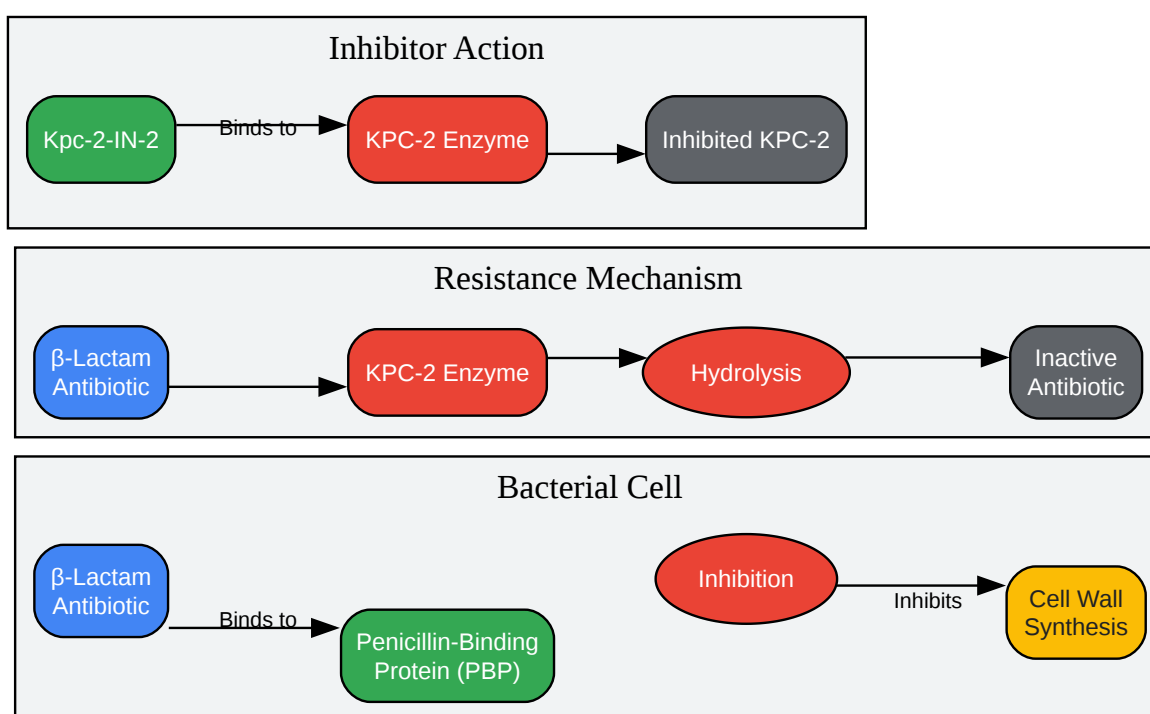 Inhibitor Action
Kpc-2-IN-2
Binds to
KPC-2 Enzyme
Inhibited KPC-2
Resistance Mechanism
β-Lactam
Antibiotic
KPC-2 Enzyme
Hydrolysis
Inactive
Antibiotic
Bacterial Cell
β-Lactam
Antibiotic
Binds to
Penicillin-Binding
Protein (PBP)
Inhibition
Inhibits
Cell Wall
Synthesis